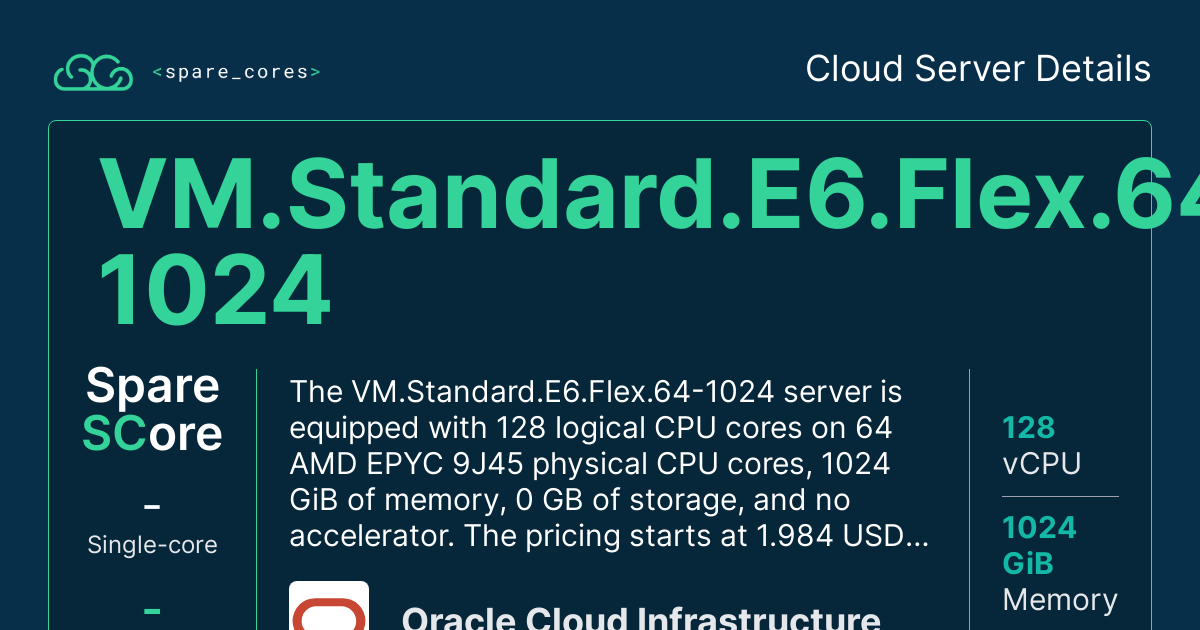 <spare_cores>
Cloud Server Details
VM.Standard.E6.Flex.64
1024
Spare
SCore
–
Single-core
–
The VM.Standard.E6.Flex.64-1024 server is
equipped with 128 logical CPU cores on 64
AMD EPYC 9J45 physical CPU cores, 1024
GiB of memory, 0 GB of storage, and no
accelerator. The pricing starts at 1.984 USD...
Oracle Cloud Infrastructure
128
vCPU
1024
GiB
Memory